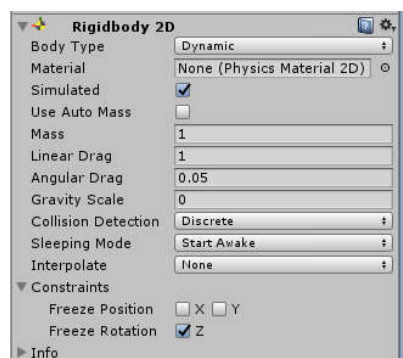 Rigidbody 2D
Body Type Dynamic
Material None (Physics Material 2D)
Simulated
Use Auto Mass
Mass 1
Linear Drag 1
Angular Drag 0.05
Gravity Scale 0
Collision Detection Discrete
Sleeping Mode Start Awake
Interpolate None
Constraints
Freeze Position X Y
Freeze Rotation Z
Info